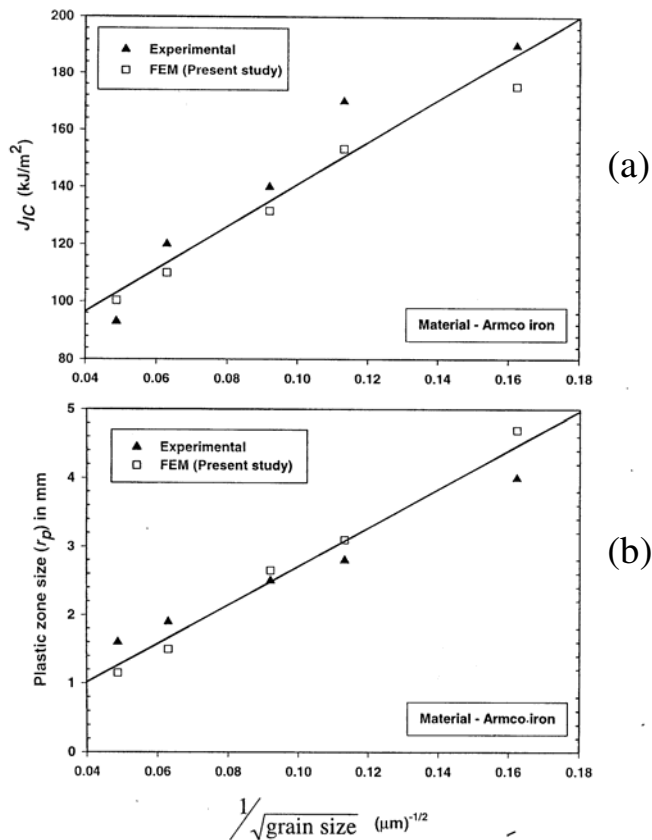 200
180
160
140
120
100
80
J_IC (kJ/m²)
▲ Experimental
□ FEM (Present study)
Material - Armco iron
0.04 0.06 0.08 0.10 0.12 0.14 0.16 0.18
(a)
5
4
3
2
1
0
Plastic zone size (r_p) in mm
▲ Experimental
□ FEM (Present study)
Material - Armco iron
0.04 0.06 0.08 0.10 0.12 0.14 0.16 0.18
(b)
1/√grain size (μm)^-1/2